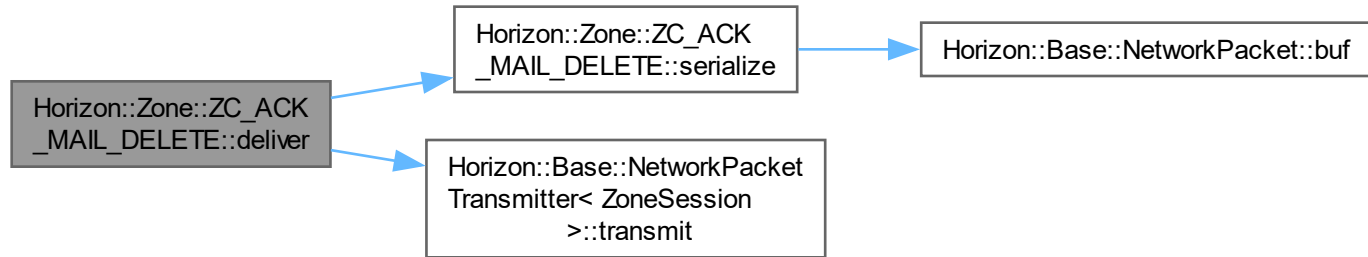 Horizon::Zone::ZC_ACK
_MAIL_DELETE::deliver
Horizon::Zone::ZC_ACK
_MAIL_DELETE::serialize
Horizon::Base::NetworkPacket::buf
Horizon::Base::NetworkPacket
Transmitter< ZoneSession
>::transmit